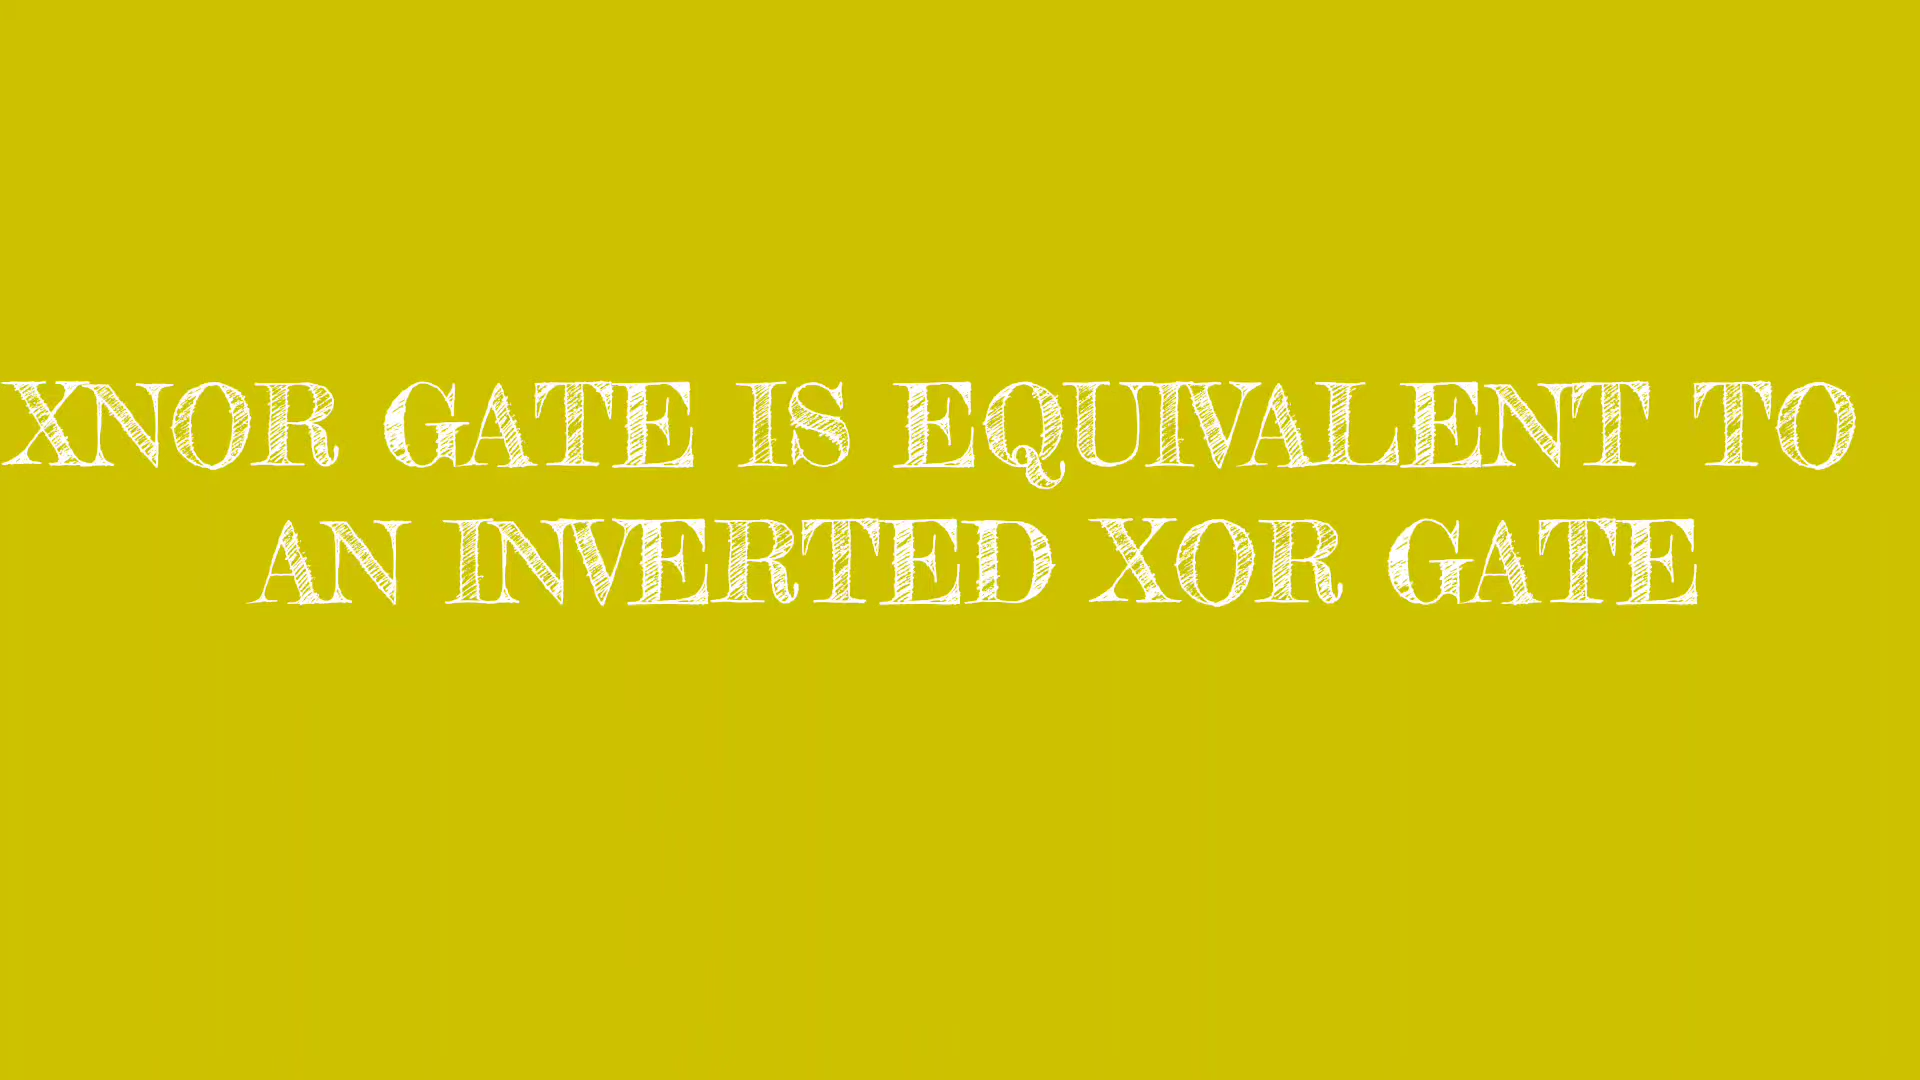 XNOR GATE IS EQUIVALENT TO
AN INVERTED XOR GATE